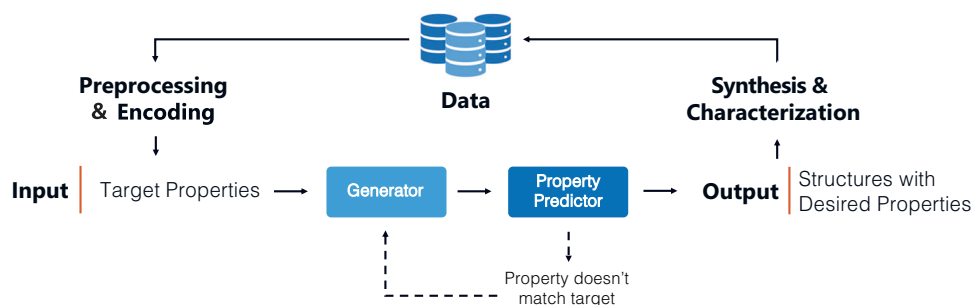 Data
Preprocessing
& Encoding
Synthesis &
Characterization
Input
Target Properties
Generator
Property
Predictor
Output
Structures with
Desired Properties
Property doesn't
match target